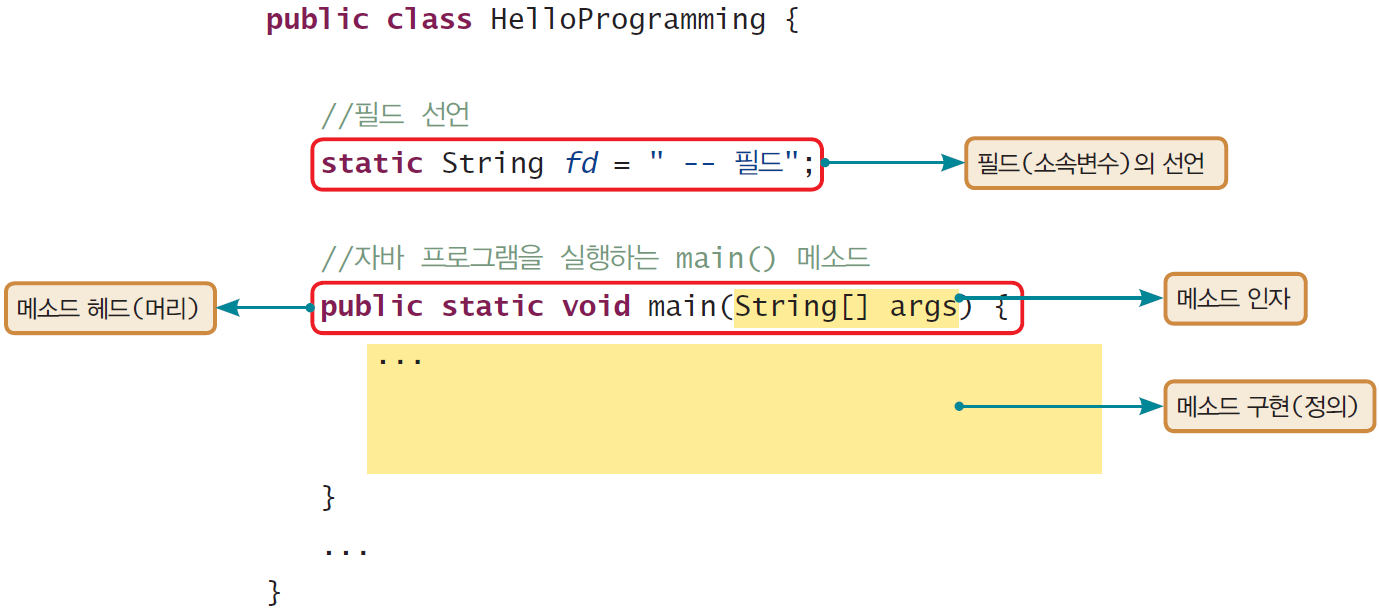 public class HelloProgramming {
//필드 선언
static String fd = " -- 필드";
필드(소속변수)의 선언
//자바 프로그램을 실행하는 main() 메소드
메소드 헤드(머리)
public static void main(String[] args) {
메소드 인자
...
메소드 구현(정의)
}
...
}